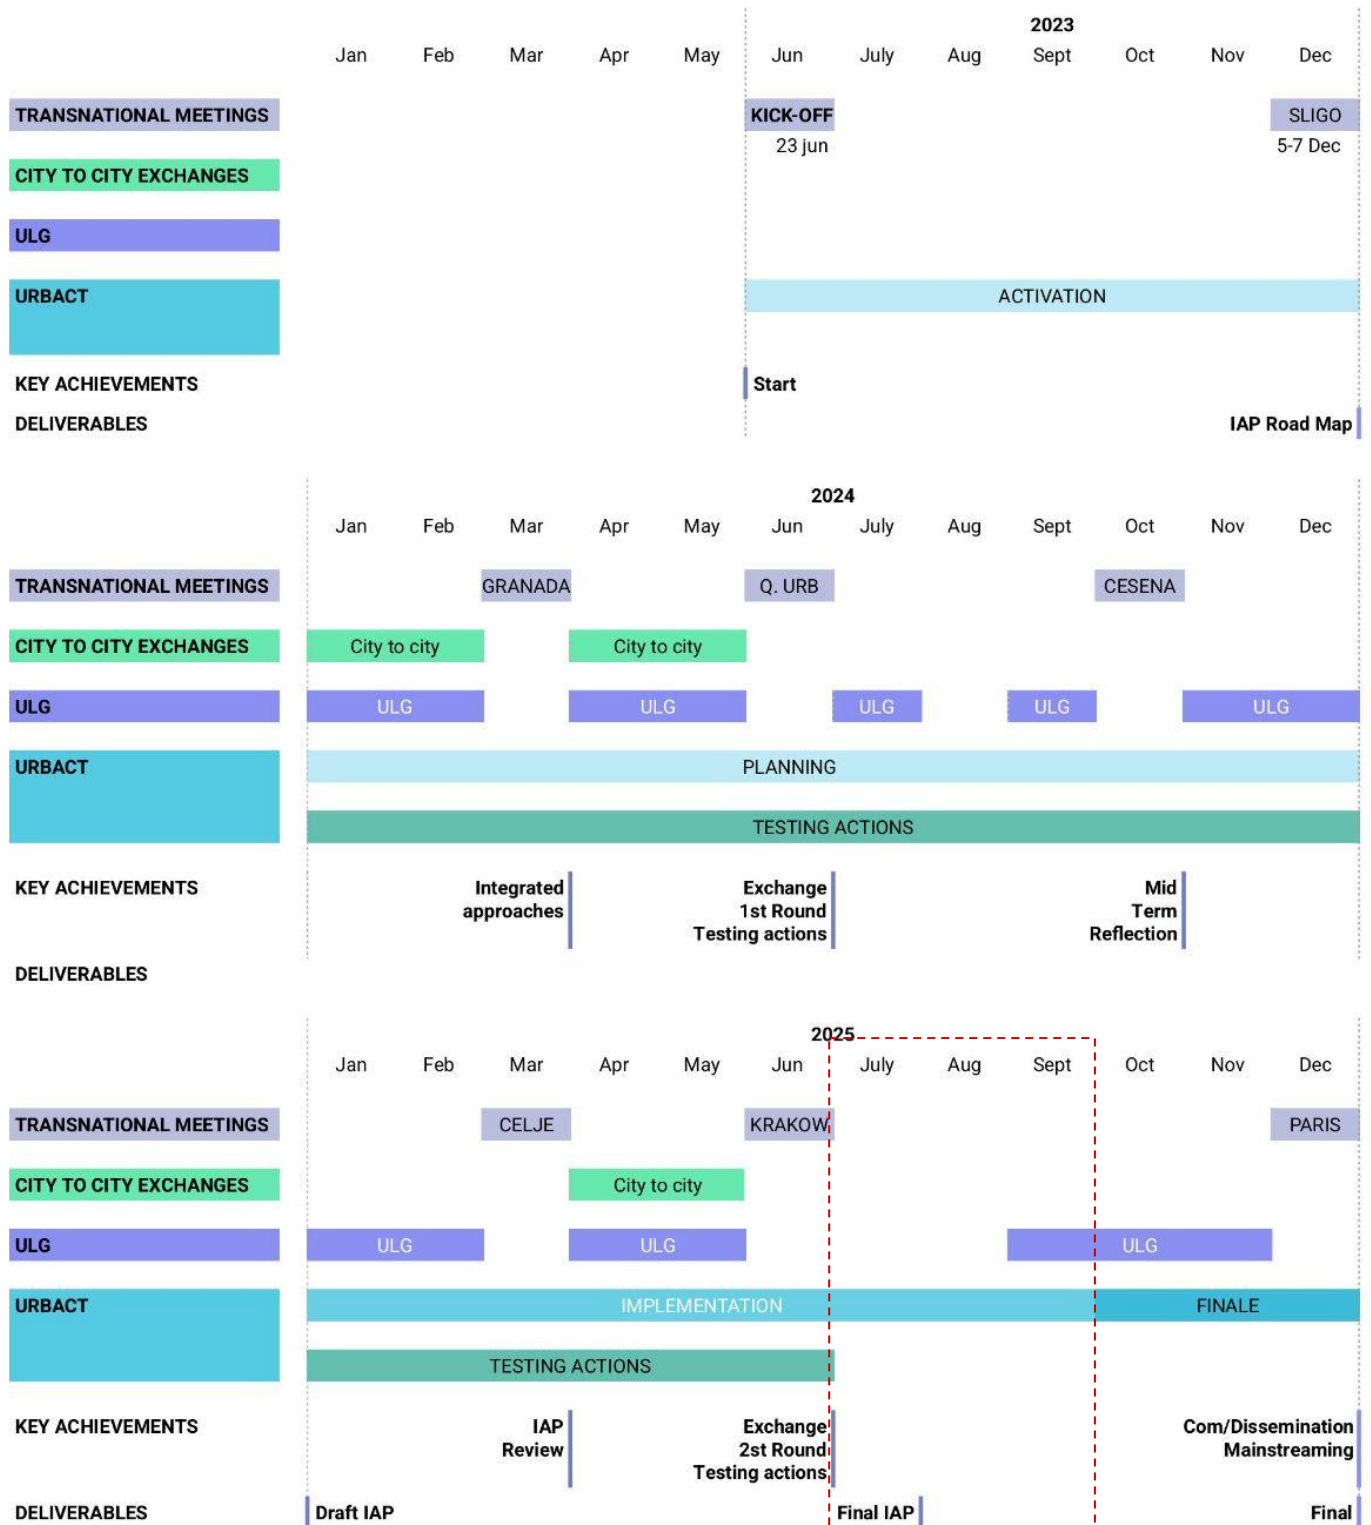 2023
Jan Feb Mar Apr May Jun July Aug Sept Oct Nov Dec
TRANSNATIONAL MEETINGS KICK-OFF SLIGO
23 jun 5-7 Dec
CITY TO CITY EXCHANGES
ULG
URBACT ACTIVATION
KEY ACHIEVEMENTS Start
DELIVERABLES IAP Road Map
2024
Jan Feb Mar Apr May Jun July Aug Sept Oct Nov Dec
TRANSNATIONAL MEETINGS GRANADA Q. URB CESENA
CITY TO CITY EXCHANGES City to city City to city
ULG ULG ULG ULG ULG ULG
URBACT PLANNING
TESTING ACTIONS
KEY ACHIEVEMENTS Integrated Exchange Mid
approaches 1st Round Term
Testing actions Reflection
DELIVERABLES
2025
Jan Feb Mar Apr May Jun July Aug Sept Oct Nov Dec
TRANSNATIONAL MEETINGS CELJE KRAKOW PARIS
CITY TO CITY EXCHANGES City to city
ULG ULG ULG ULG
URBACT IMPLEMENTATION FINALE
TESTING ACTIONS
KEY ACHIEVEMENTS IAP Exchange Com/Dissemination
Review 2st Round Mainstreaming
Testing actions
DELIVERABLES Draft IAP Final IAP Final